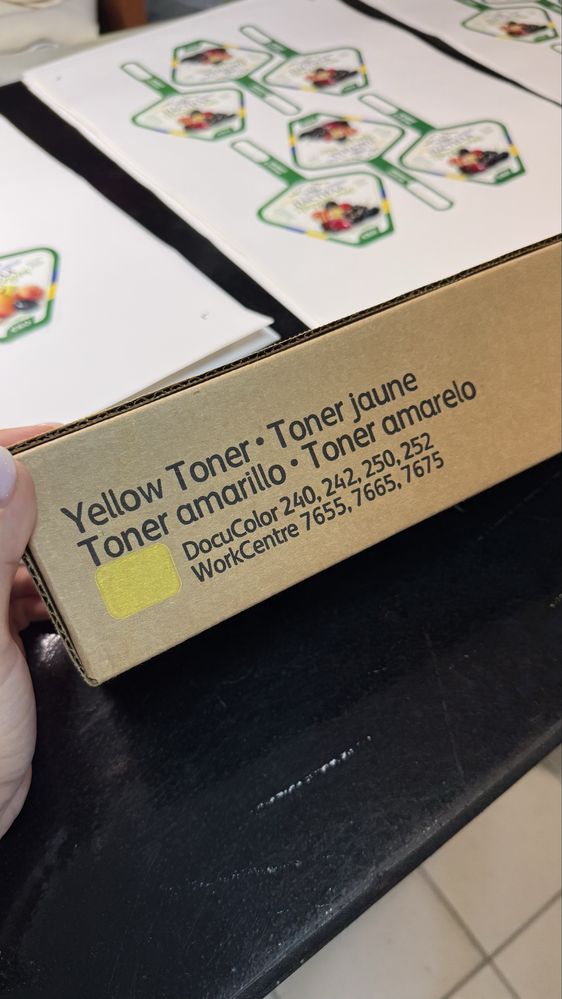 Yellow Toner • Toner jaune
Toner amarillo • Toner amarelo
DocuColor 240, 242, 250, 252
WorkCentre 7655, 7665, 7675